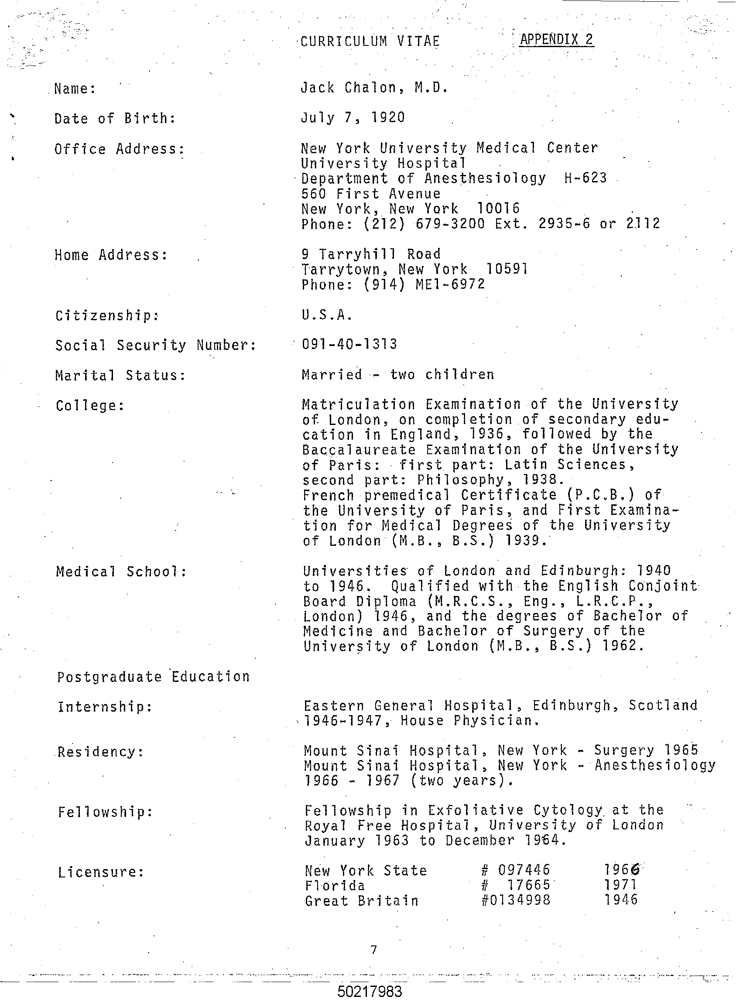 CURRICULUM VITAE APPENDIX 2
Name: Jack Chalon, M.D.
Date of Birth: July 7, 1920
Office Address: New York University Medical Center
University Hospital
Department of Anesthesiology H-623
560 First Avenue
New York, New York 10016
Phone: (212) 679-3200 Ext. 2935-6 or 2112
Home Address: 9 Tarryhill Road
Tarrytown, New York 10591
Phone: (914) ME1-6972
Citizenship: U.S.A.
Social Security Number: 091-40-1313
Marital Status: Married - two children
College: Matriculation Examination of the University
of London, on completion of secondary edu-
cation in England, 1936, followed by the
Baccalaureate Examination of the University
of Paris: first part: Latin Sciences,
second part: Philosophy, 1938.
French premedical Certificate (P.C.B.) of
the University of Paris, and First Examina-
tion for Medical Degrees of the University
of London (M.B., B.S.) 1939.
Medical School: Universities of London and Edinburgh: 1940
to 1946. Qualified with the English Conjoint
Board Diploma (M.R.C.S., Eng., L.R.C.P.,
London) 1946, and the degrees of Bachelor of
Medicine and Bachelor of Surgery of the
University of London (M.B., B.S.) 1962.
Postgraduate Education
Internship: Eastern General Hospital, Edinburgh, Scotland
1946-1947, House Physician.
Residency: Mount Sinai Hospital, New York - Surgery 1965
Mount Sinai Hospital, New York - Anesthesiology
1966 - 1967 (two years).
Fellowship: Fellowship in Exfoliative Cytology at the
Royal Free Hospital, University of London
January 1963 to December 1964.
Licensure: New York State # 097446 1966
Florida # 17665 1971
Great Britain #0134998 1946
7
50217983